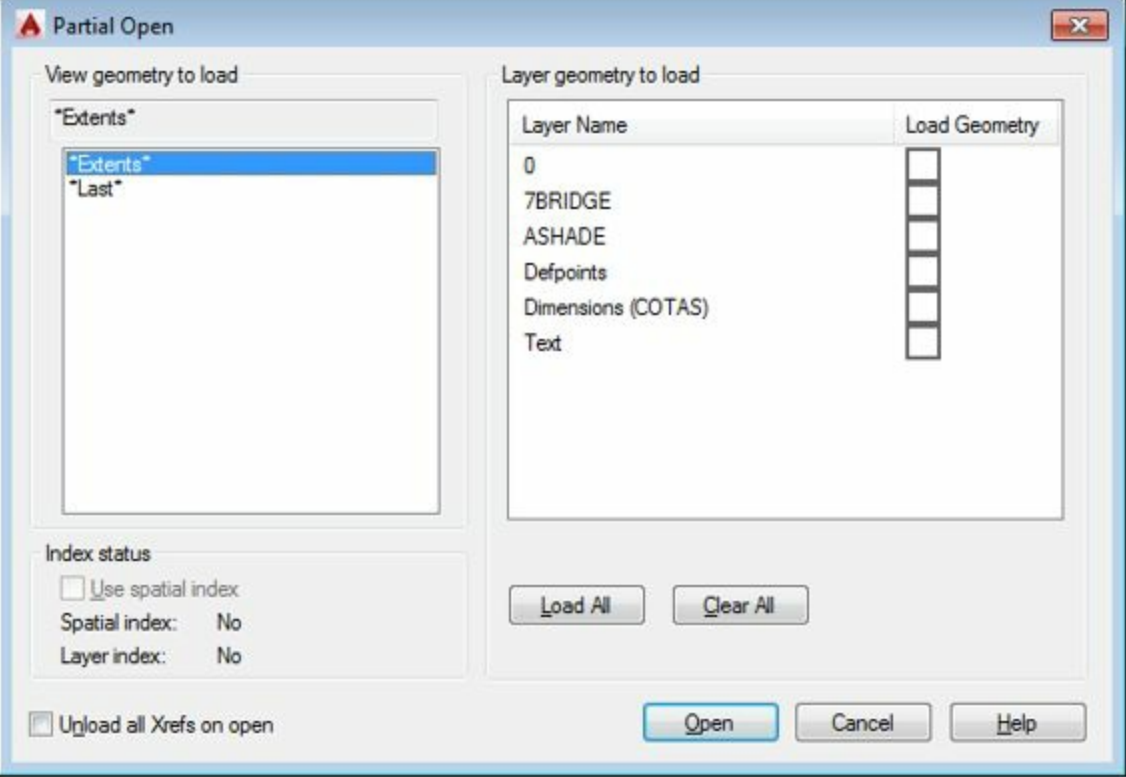 Partial Open
View geometry to load
*Extents*
*Extents*
*Last*
Index status
Use spatial index
Spatial index: No
Layer index: No
Unload all Xrefs on open
Layer geometry to load
Layer Name Load Geometry
0
7BRIDGE
ASHADE
Defpoints
Dimensions (COTAS)
Text
Load All Clear All
Open Cancel Help